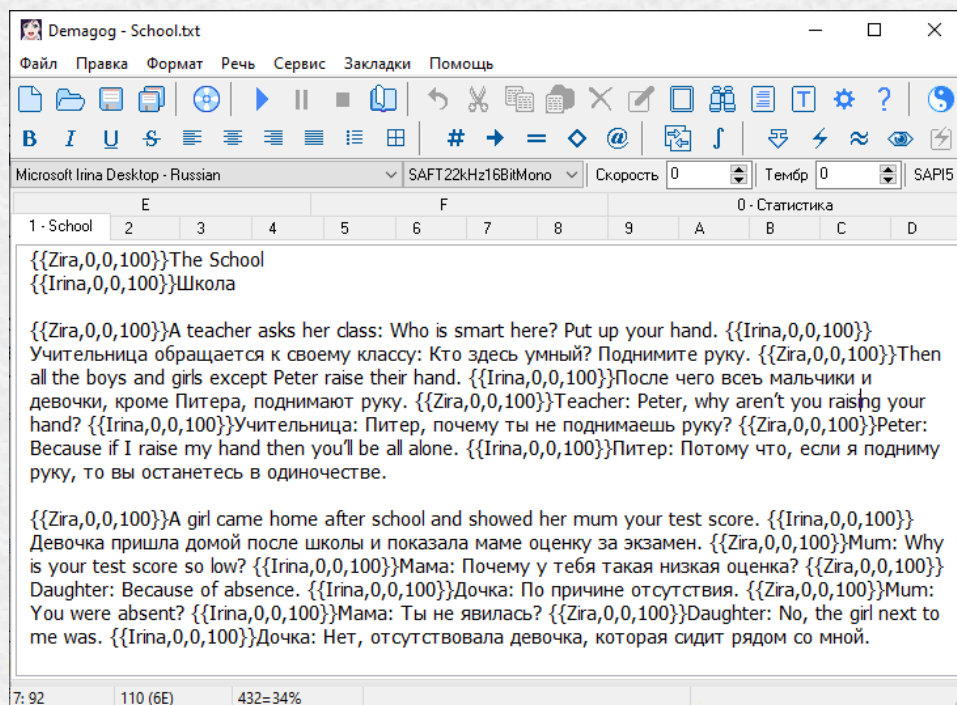 Demagog - School.txt
Файл Правка Формат Речь Сервис Закладки Помощь
B I U S # = @ T ?
Microsoft Irina Desktop - Russian SAFT22kHz16BitMono Скорость 0 Тембр 0 SAPI5
E F 0 - Статистика
1 - School 2 3 4 5 6 7 8 9 A B C D
{{Zira,0,0,100}}The School
{{Irina,0,0,100}}Школа
{{Zira,0,0,100}}A teacher asks her class: Who is smart here? Put up your hand. {{Irina,0,0,100}}
Учительница обращается к своему классу: Кто здесь умный? Поднимите руку. {{Zira,0,0,100}}Then
all the boys and girls except Peter raise their hand. {{Irina,0,0,100}}После чего всеъ мальчики и
девочки, кроме Питера, поднимают руку. {{Zira,0,0,100}}Teacher: Peter, why aren’t you raising your
hand? {{Irina,0,0,100}}Учительница: Питер, почему ты не поднимаешь руку? {{Zira,0,0,100}}Peter:
Because if I raise my hand then you’ll be all alone. {{Irina,0,0,100}}Питер: Потому что, если я подниму
руку, то вы останетесь в одиночестве.
{{Zira,0,0,100}}A girl came home after school and showed her mum your test score. {{Irina,0,0,100}}
Девочка пришла домой после школы и показала маме оценку за экзамен. {{Zira,0,0,100}}Mum: Why
is your test score so low? {{Irina,0,0,100}}Мама: Почему у тебя такая низкая оценка? {{Zira,0,0,100}}
Daughter: Because of absence. {{Irina,0,0,100}}Дочка: По причине отсутствия. {{Zira,0,0,100}}Mum:
You were absent? {{Irina,0,0,100}}Мама: Ты не явилась? {{Zira,0,0,100}}Daughter: No, the girl next to
me was. {{Irina,0,0,100}}Дочка: Нет, отсутствовала девочка, которая сидит рядом со мной.
7: 92 110 (6E) 432=34%